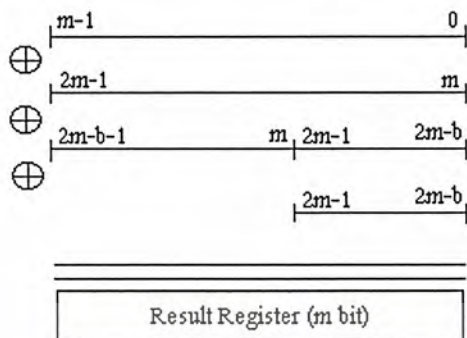 m-1 0
2m-1 m
2m-b-1 m 2m-1 2m-b
2m-1 2m-b
Result Register (m bit)